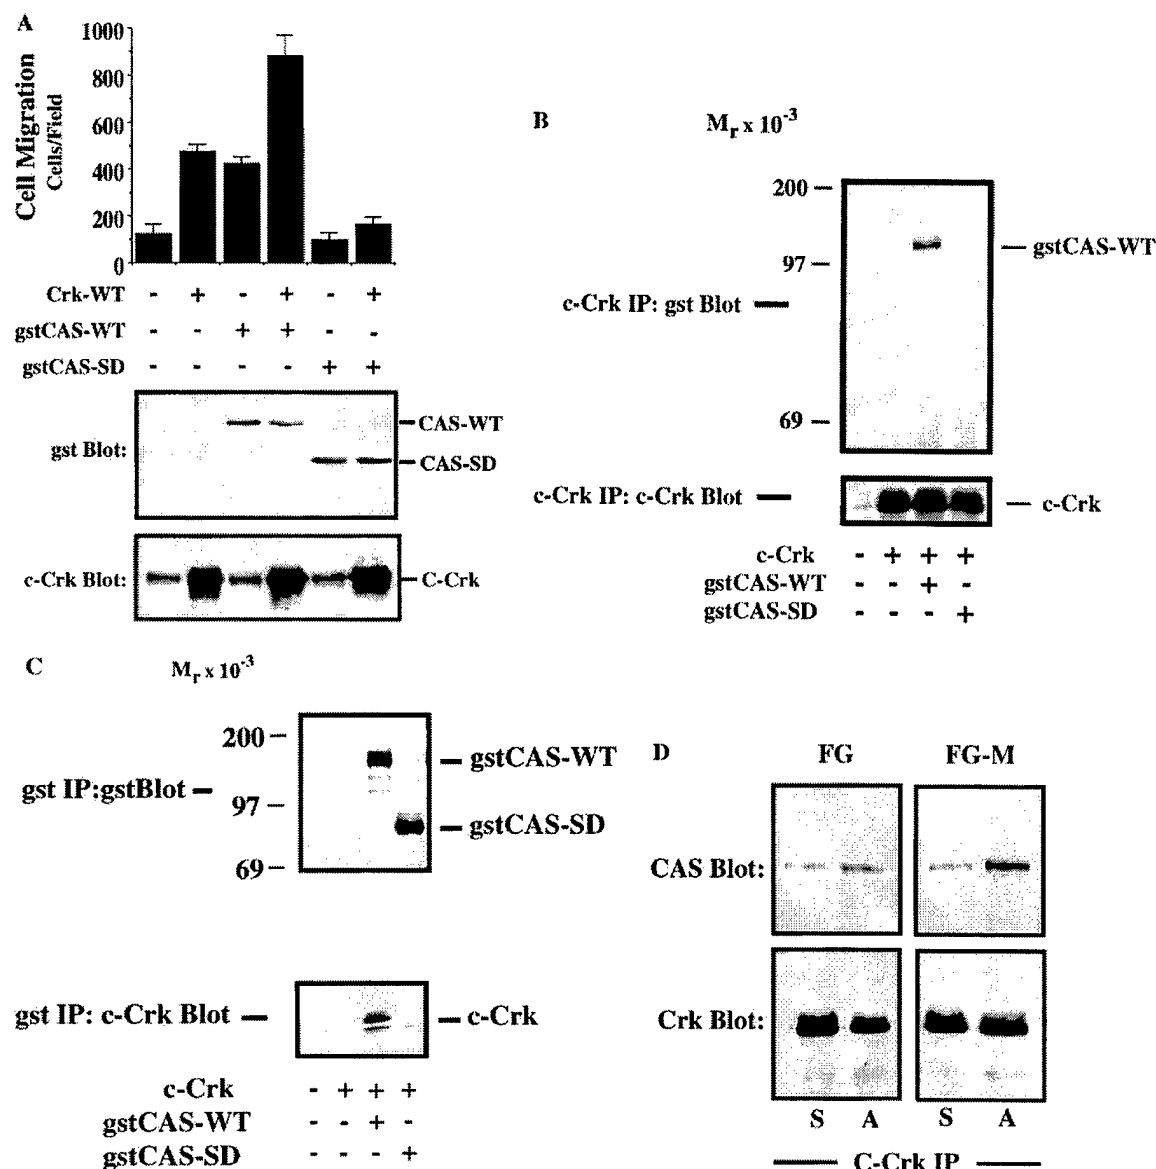 A
1000
800
600
400
200
0
Cell Migration
Cells/Field
Crk-WT - + - + - +
gstCAS-WT - - + + - -
gstCAS-SD - - - - + +
gst Blot:
CAS-WT
CAS-SD
c-Crk Blot:
C-Crk
B
Mr x 10-3
200
97
69
gstCAS-WT
c-Crk IP: gst Blot
c-Crk IP: c-Crk Blot
c-Crk
c-Crk - + + +
gstCAS-WT - - + -
gstCAS-SD - - - +
C
Mr x 10-3
200
97
69
gst IP:gstBlot
gstCAS-WT
gstCAS-SD
gst IP: c-Crk Blot
c-Crk
c-Crk - + + +
gstCAS-WT - - + -
gstCAS-SD - - - +
D
FG FG-M
CAS Blot:
Crk Blot:
S A S A
C-Crk IP